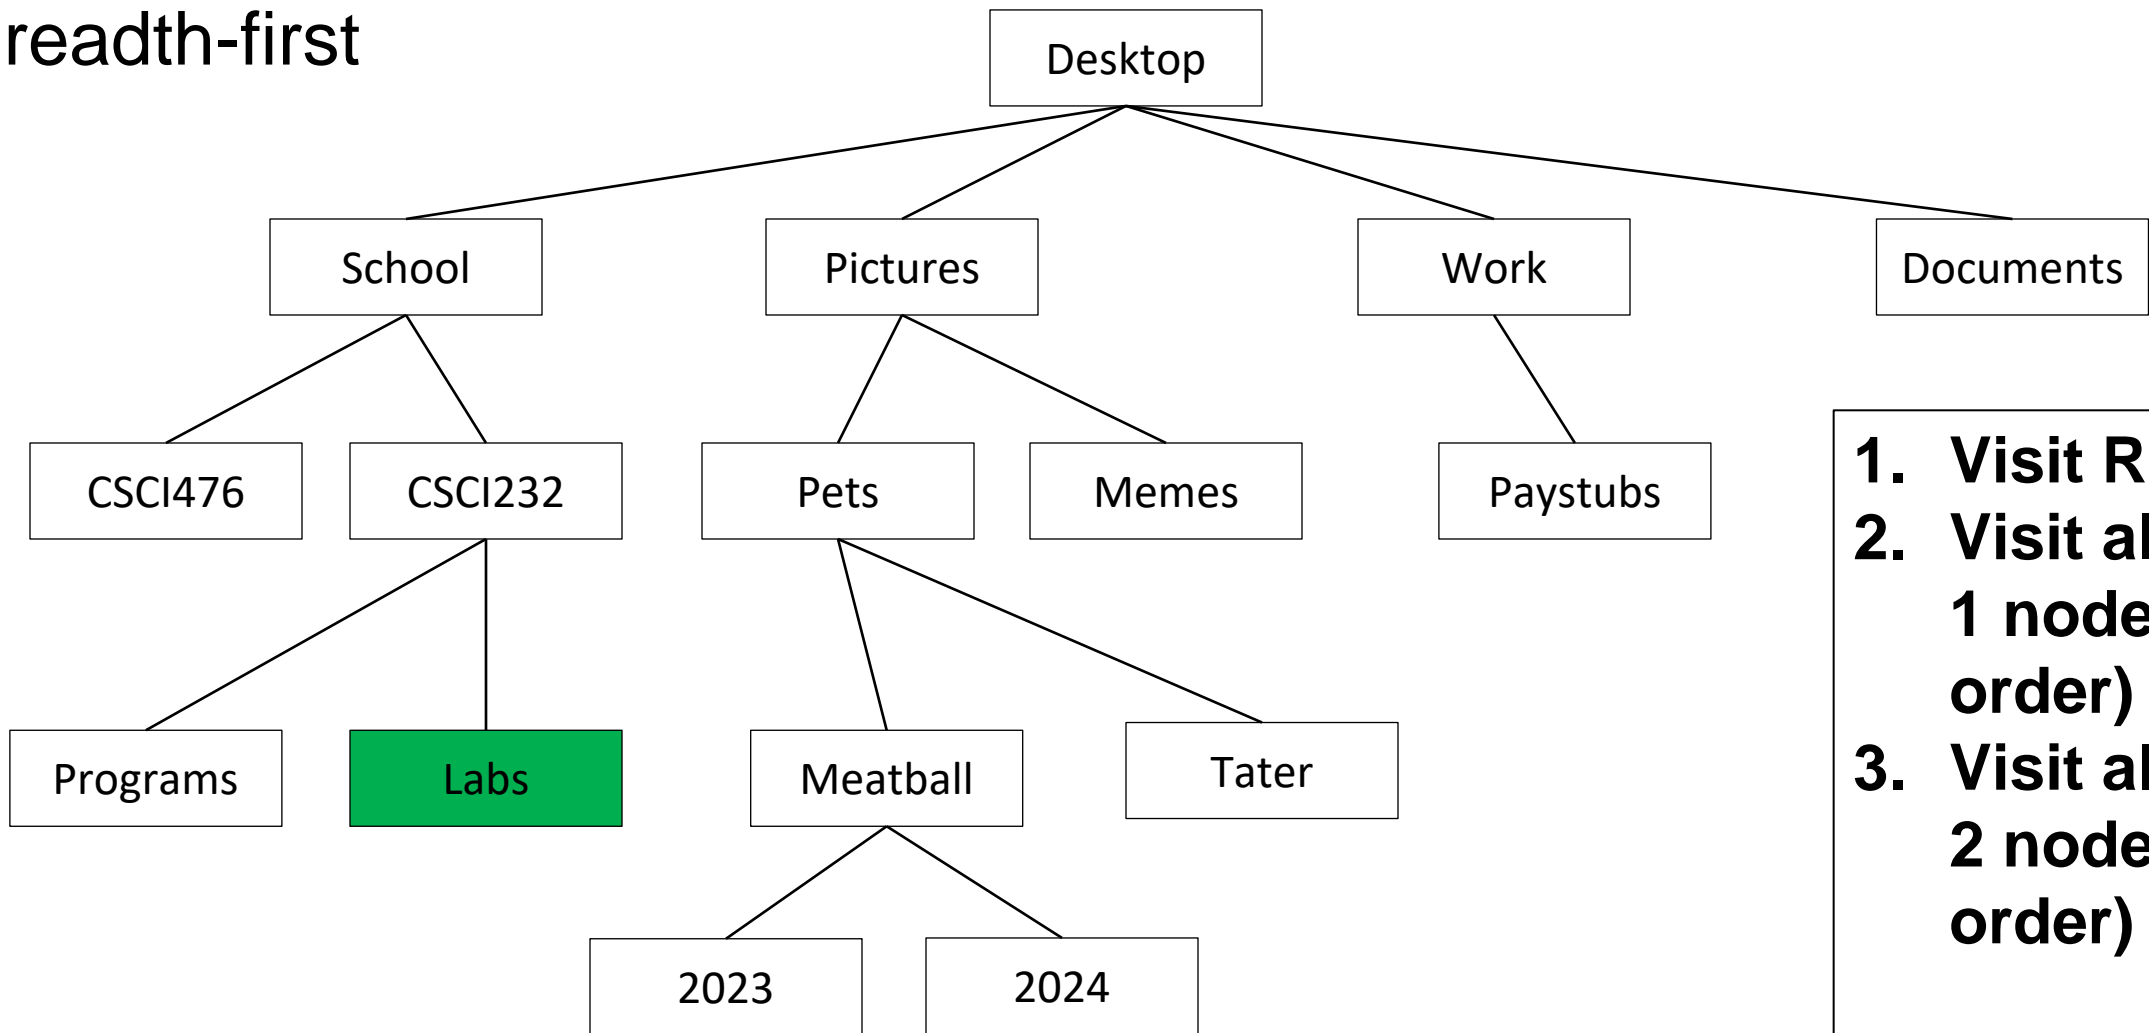 readth-first
Desktop
School Pictures Work Documents
CSCI476 CSCI232 Pets Memes Paystubs
Programs Labs Meatball Tater
2023 2024
1. Visit R
2. Visit al
1 node
order)
3. Visit al
2 node
order)